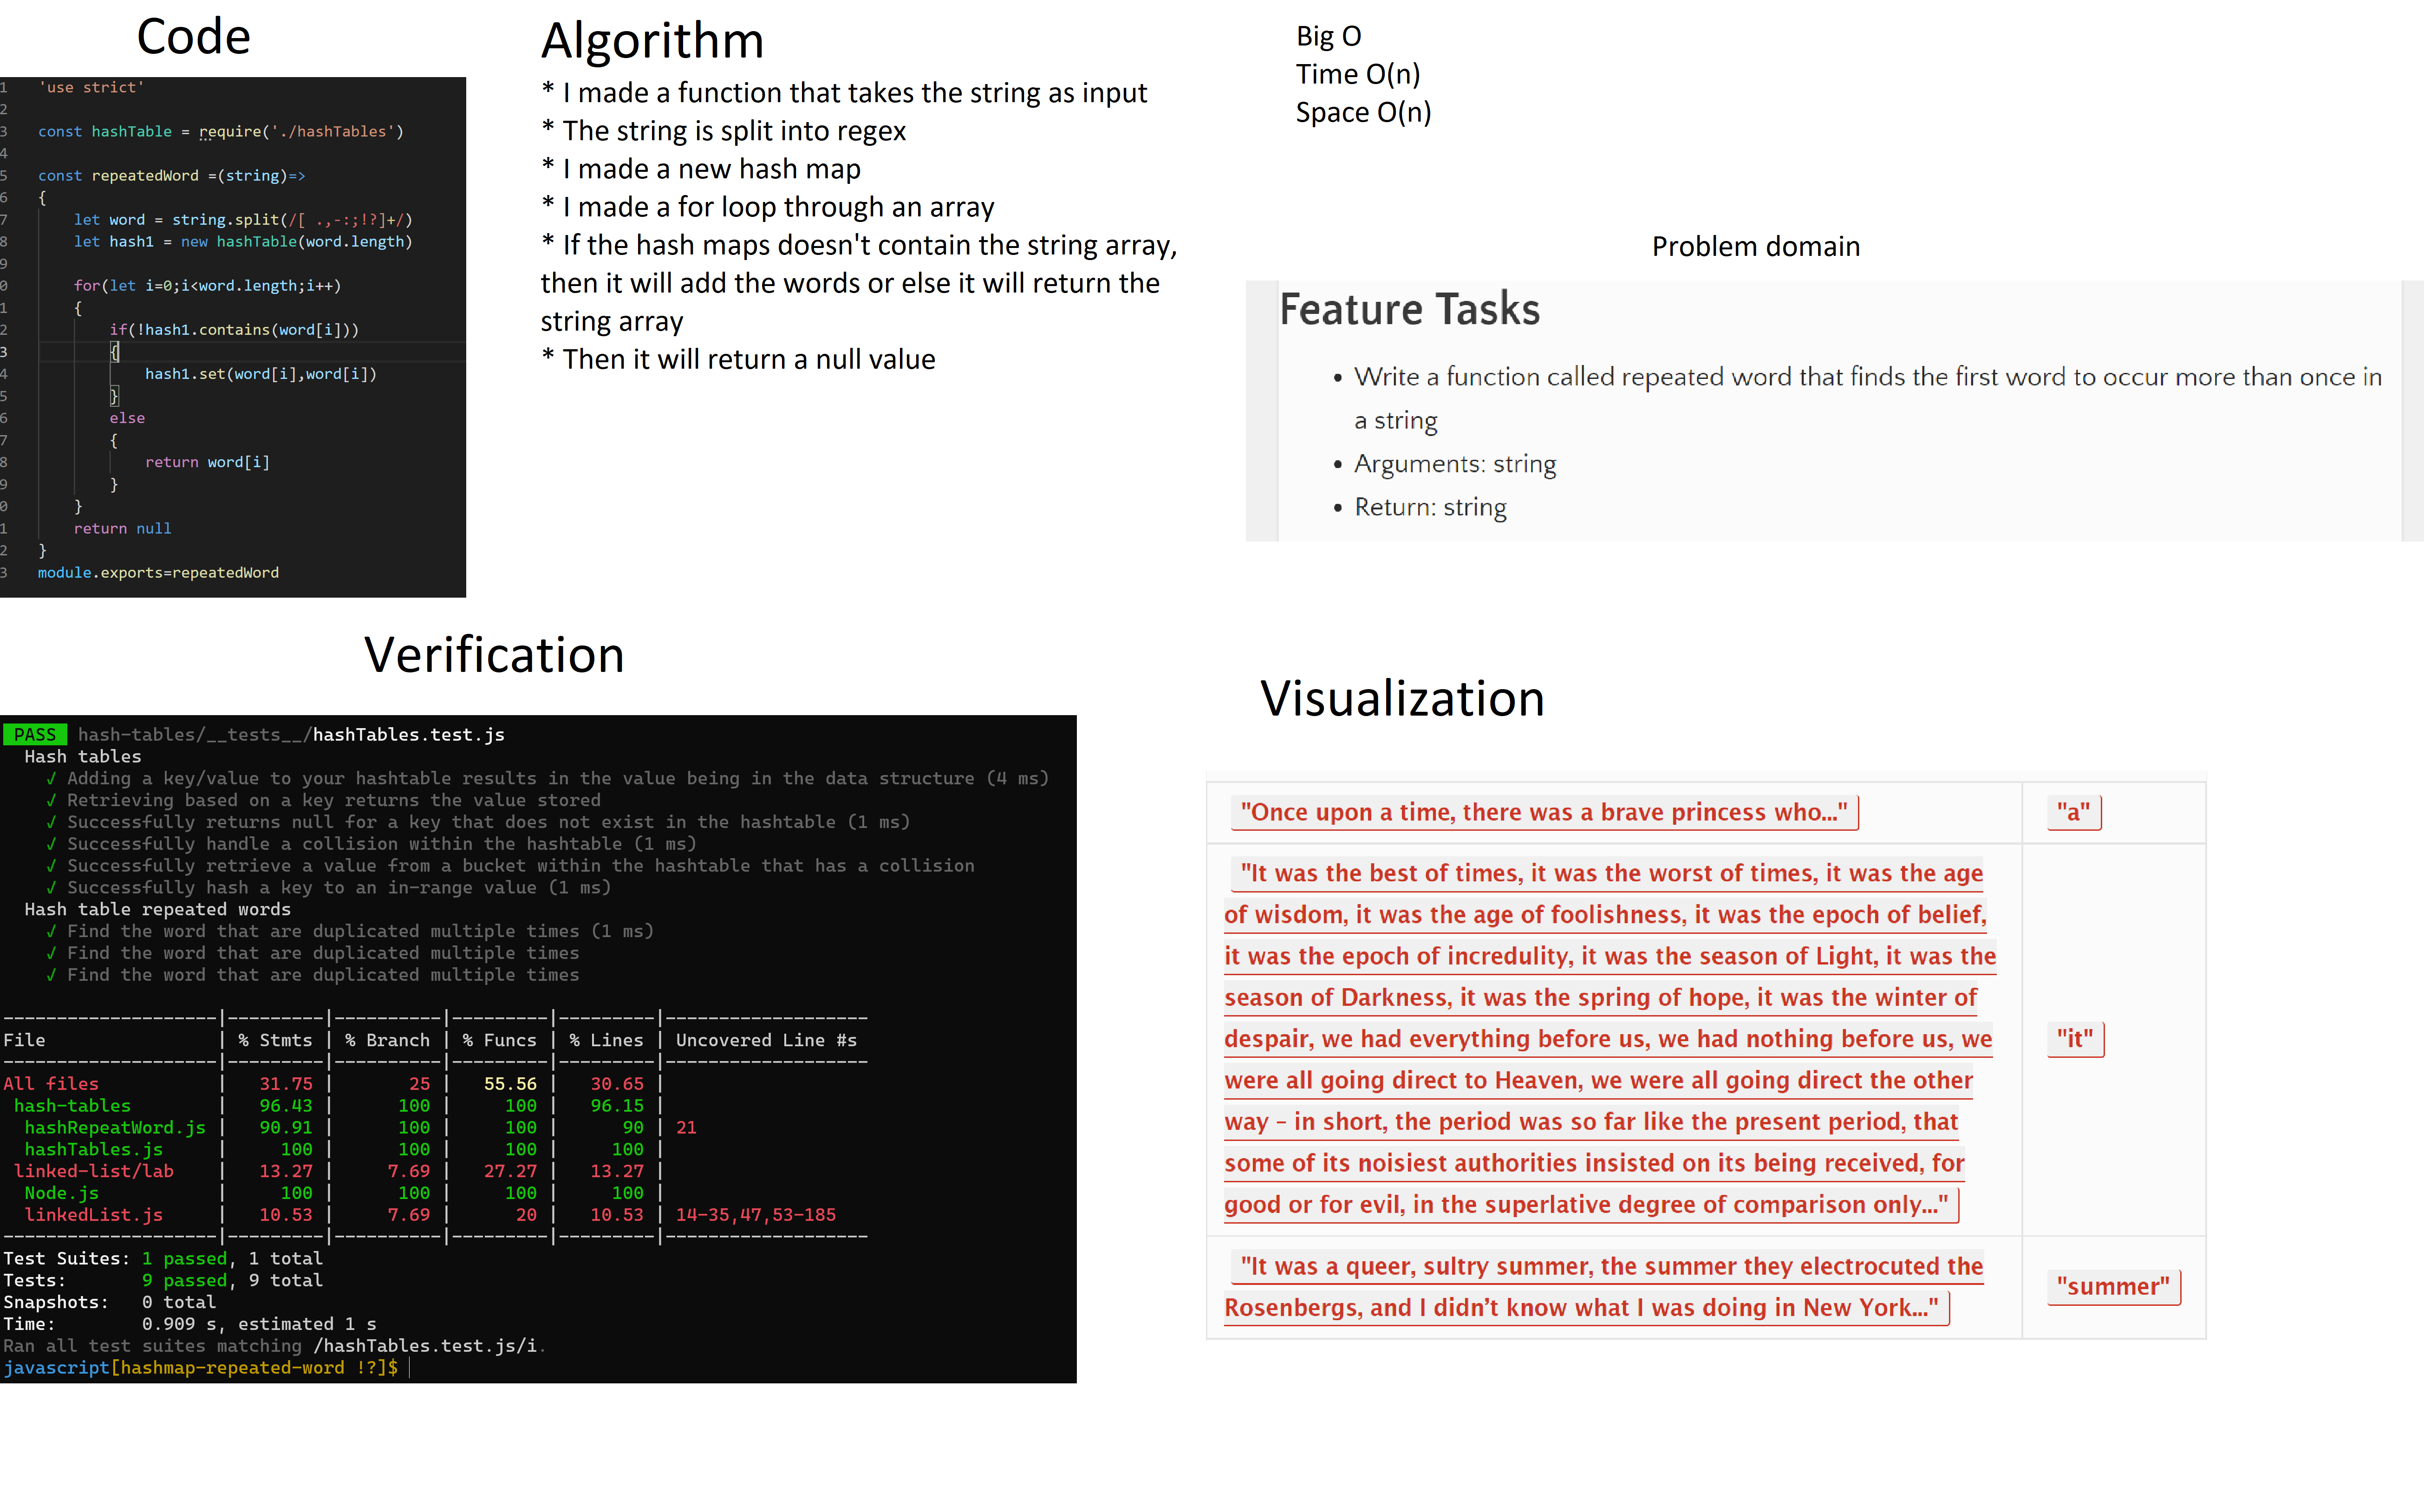 Code
1 'use strict'
2
3 const hashTable = require('./hashTables')
4
5 const repeatedWord =(string)=>
6 {
7 let word = string.split(/[ .,-:;!?]+/)
8 let hash1 = new hashTable(word.length)
9
0 for(let i=0;i<word.length;i++)
1 {
2 if(!hash1.contains(word[i]))
3 {
4 hash1.set(word[i],word[i])
5 }
6 else
7 {
8 return word[i]
9 }
0 }
1 return null
2 }
3 module.exports=repeatedWord
Algorithm
* I made a function that takes the string as input
* The string is split into regex
* I made a new hash map
* I made a for loop through an array
* If the hash maps doesn't contain the string array,
then it will add the words or else it will return the
string array
* Then it will return a null value
Big O
Time O(n)
Space O(n)
Problem domain
Feature Tasks
• Write a function called repeated word that finds the first word to occur more than once in
a string
• Arguments: string
• Return: string
Verification
PASS hash-tables/__tests__/hashTables.test.js
Hash tables
√ Adding a key/value to your hashtable results in the value being in the data structure (4 ms)
√ Retrieving based on a key returns the value stored
√ Successfully returns null for a key that does not exist in the hashtable (1 ms)
√ Successfully handle a collision within the hashtable (1 ms)
√ Successfully retrieve a value from a bucket within the hashtable that has a collision
√ Successfully hash a key to an in-range value (1 ms)
Hash table repeated words
√ Find the word that are duplicated multiple times (1 ms)
√ Find the word that are duplicated multiple times
√ Find the word that are duplicated multiple times
--------------------|---------|----------|---------|---------|-------------------
File | % Stmts | % Branch | % Funcs | % Lines | Uncovered Line #s
--------------------|---------|----------|---------|---------|-------------------
All files | 31.75 | 25 | 55.56 | 30.65 |
hash-tables | 96.43 | 100 | 100 | 96.15 |
hashRepeatWord.js | 90.91 | 100 | 100 | 90 | 21
hashTables.js | 100 | 100 | 100 | 100 |
linked-list/lab | 13.27 | 7.69 | 27.27 | 13.27 |
Node.js | 100 | 100 | 100 | 100 |
linkedList.js | 10.53 | 7.69 | 20 | 10.53 | 14-35,47,53-185
--------------------|---------|----------|---------|---------|-------------------
Test Suites: 1 passed, 1 total
Tests: 9 passed, 9 total
Snapshots: 0 total
Time: 0.909 s, estimated 1 s
Ran all test suites matching /hashTables.test.js/i.
javascript[hashmap-repeated-word !?]$
Visualization
"Once upon a time, there was a brave princess who..." "a"
"It was the best of times, it was the worst of times, it was the age
of wisdom, it was the age of foolishness, it was the epoch of belief,
it was the epoch of incredulity, it was the season of Light, it was the
season of Darkness, it was the spring of hope, it was the winter of
despair, we had everything before us, we had nothing before us, we
"it"
were all going direct to Heaven, we were all going direct the other
way – in short, the period was so far like the present period, that
some of its noisiest authorities insisted on its being received, for
good or for evil, in the superlative degree of comparison only..."
"It was a queer, sultry summer, the summer they electrocuted the
Rosenbergs, and I didn’t know what I was doing in New York..."
"summer"